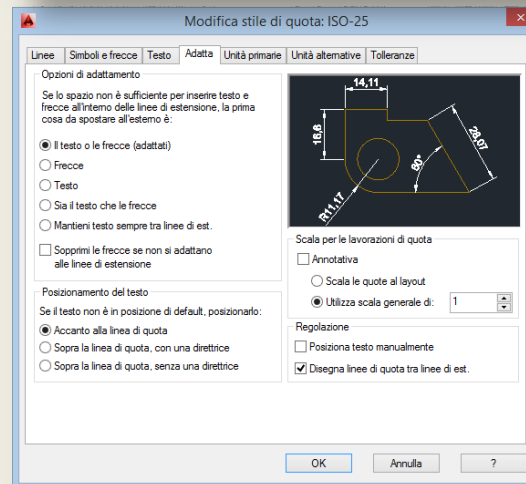 Modifica stile di quota: ISO-25
Linee
Simboli e frecce
Testo
Adatta
Unità primarie
Unità alternative
Tolleranze
Opzioni di adattamento
Se lo spazio non è sufficiente per inserire testo e
frecce all'interno delle linee di estensione, la prima
cosa da spostare all'esterno è:
Il testo o le frecce (adattati)
Frecce
Testo
Sia il testo che le frecce
Mantieni testo sempre tra linee di est.
Sopprimi le frecce se non si adattano
alle linee di estensione
Posizionamento del testo
Se il testo non è in posizione di default, posizionarlo:
Accanto alla linea di quota
Sopra la linea di quota, con una direttrice
Sopra la linea di quota, senza una direttrice
14,11
16,6
28,07
60°
R11,17
Scala per le lavorazioni di quota
Annotativa
Scala le quote al layout
Utilizza scala generale di:
1
Regolazione
Posiziona testo manualmente
Disegna linee di quota tra linee di est.
OK
Annulla
?